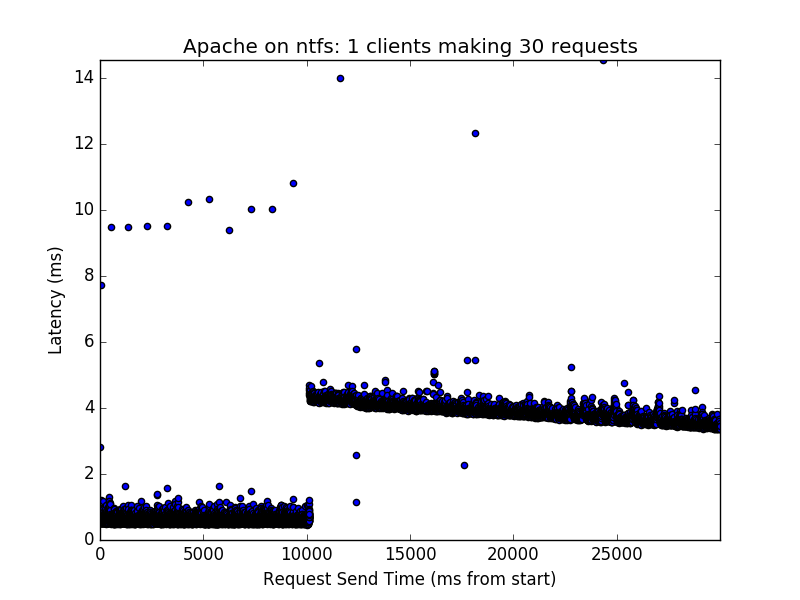 Apache on ntfs: 1 clients making 30 requests
14
12
10
8
6
4
2
0
Latency (ms)
0 5000 10000 15000 20000 25000
Request Send Time (ms from start)